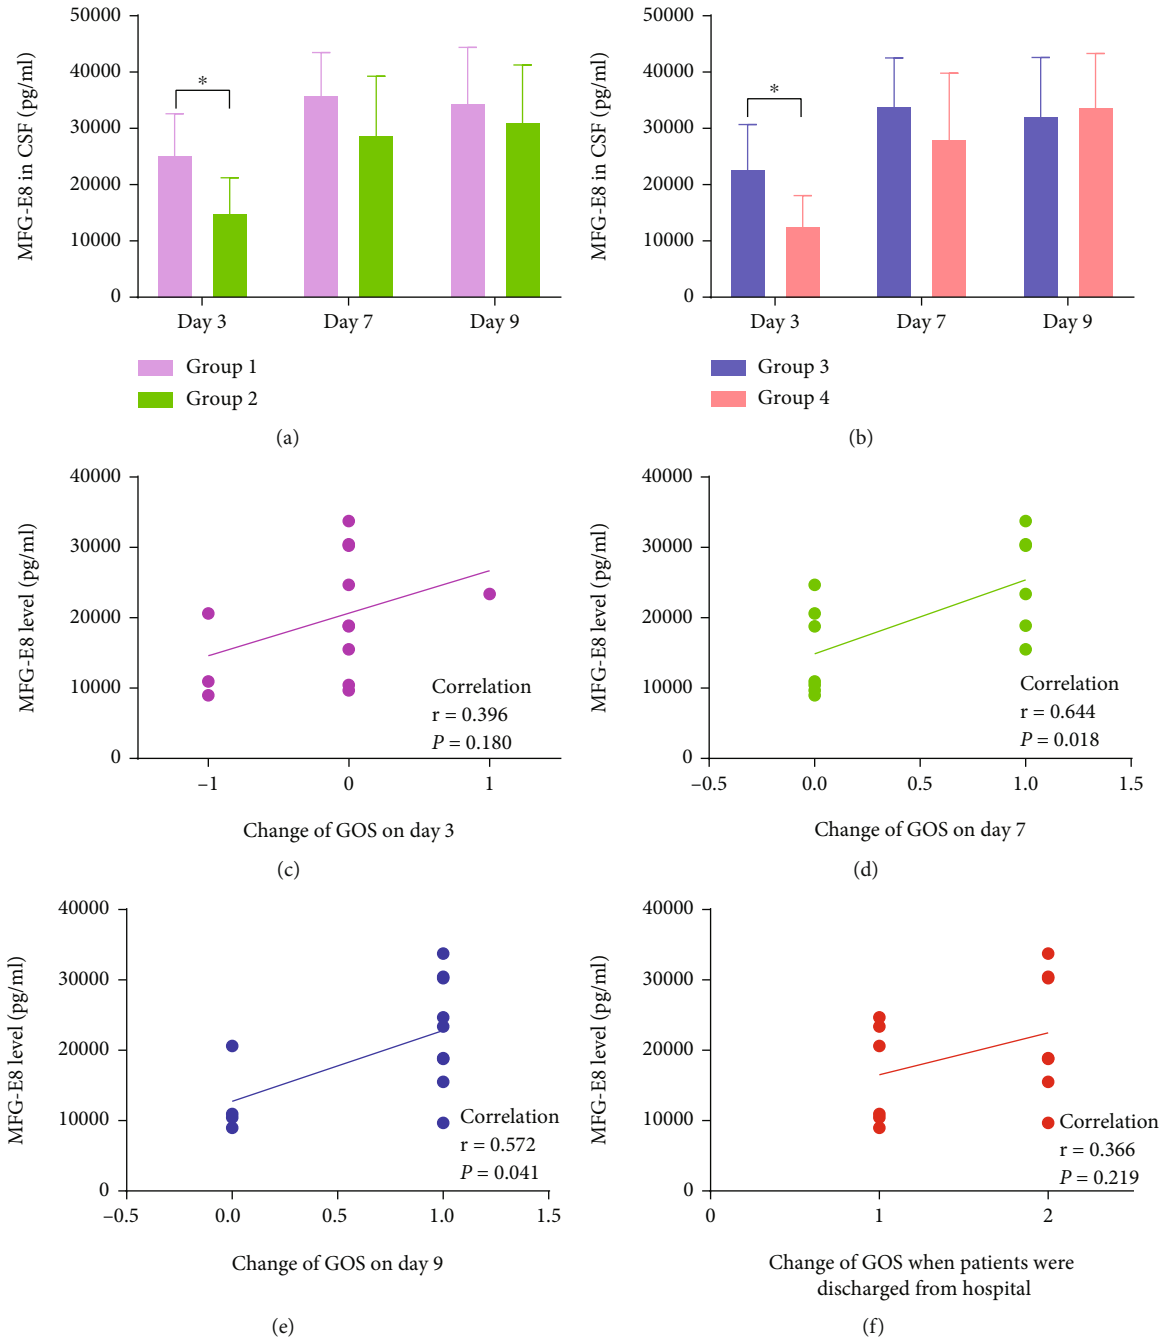 MFG-E8 in CSF (pg/ml)
50000
40000
30000
20000
10000
0
*
Day 3
Day 7
Day 9
Group 1
Group 2
(a)
MFG-E8 in CSF (pg/ml)
50000
40000
30000
20000
10000
0
*
Day 3
Day 7
Day 9
Group 3
Group 4
(b)
MFG-E8 level (pg/ml)
40000
30000
20000
10000
0
Correlation
r = 0.396
P = 0.180
–1
0
1
Change of GOS on day 3
(c)
MFG-E8 level (pg/ml)
40000
30000
20000
10000
0
Correlation
r = 0.644
P = 0.018
–0.5
0.0
0.5
1.0
1.5
Change of GOS on day 7
(d)
MFG-E8 level (pg/ml)
40000
30000
20000
10000
0
Correlation
r = 0.572
P = 0.041
–0.5
0.0
0.5
1.0
1.5
Change of GOS on day 9
(e)
MFG-E8 level (pg/ml)
40000
30000
20000
10000
0
Correlation
r = 0.366
P = 0.219
0
1
2
Change of GOS when patients were
discharged from hospital
(f)